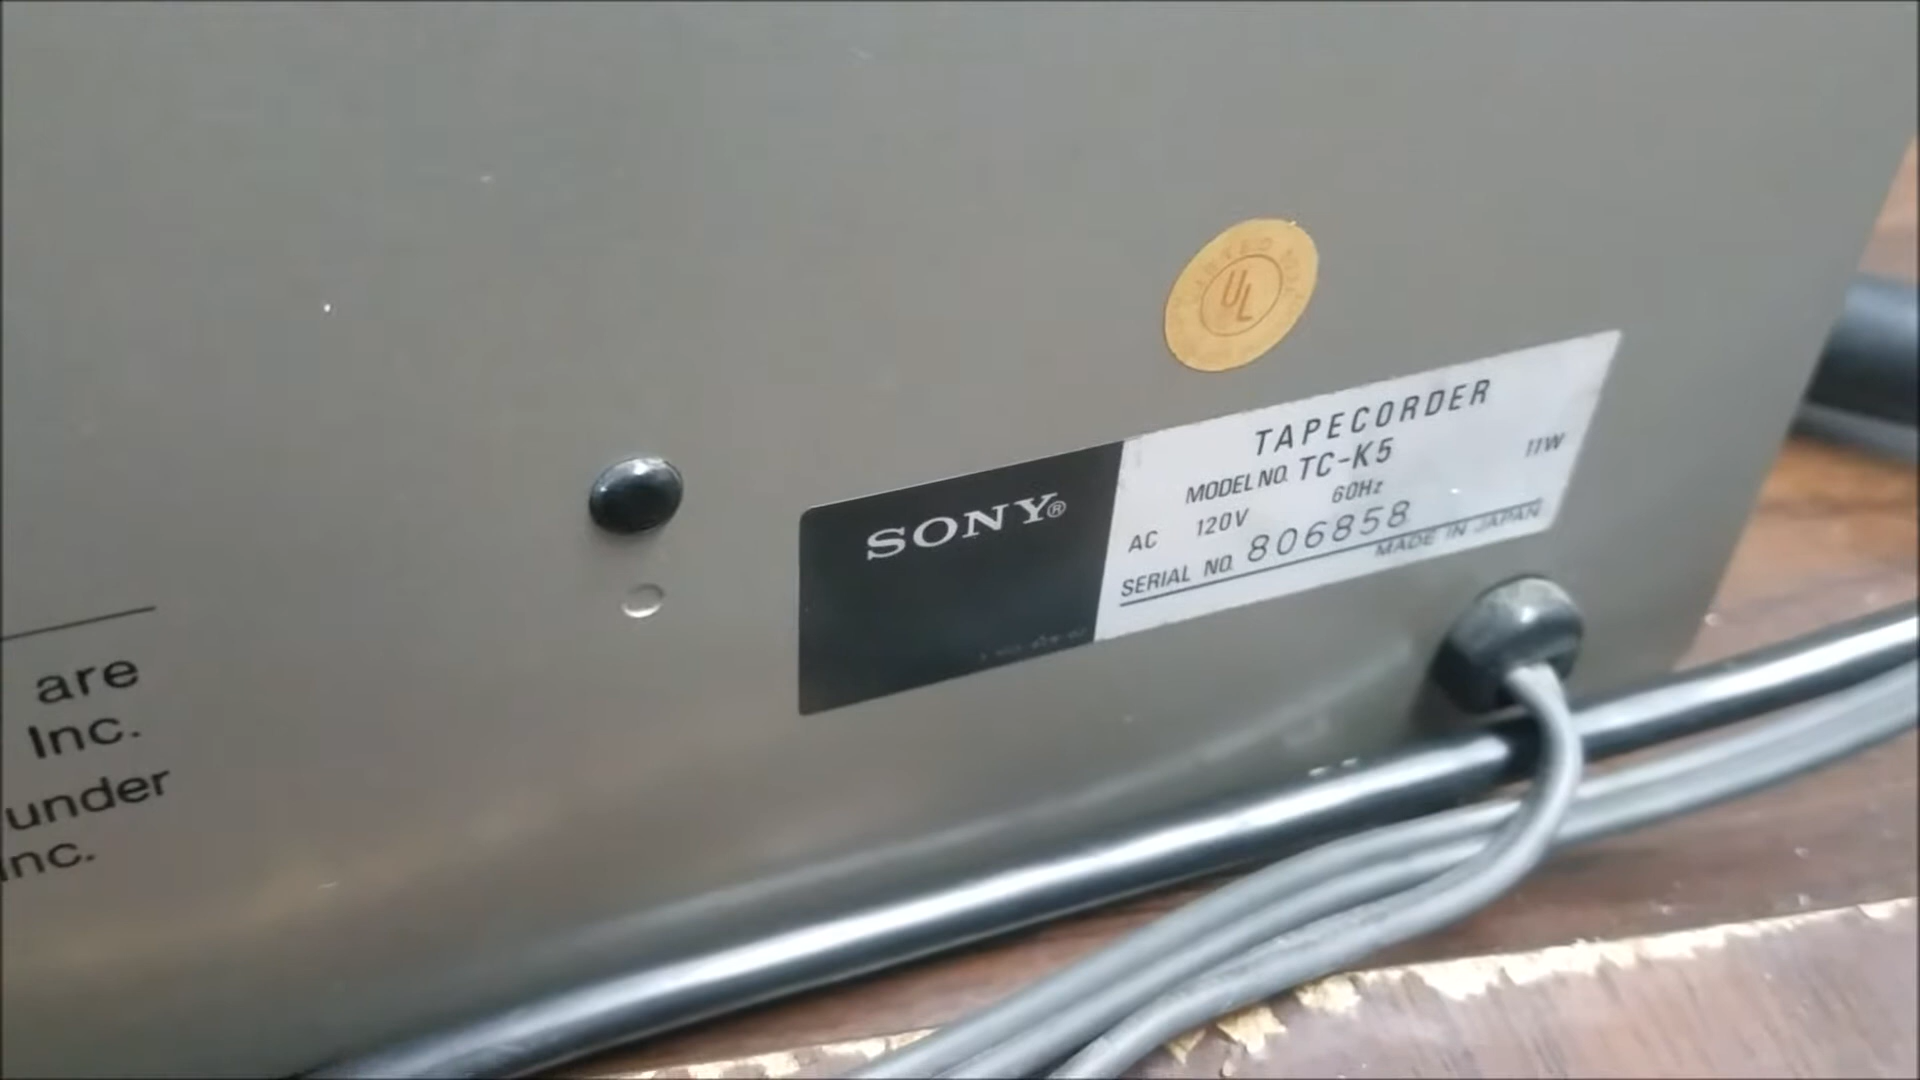 UL
TAPECORDER
MODEL NO. TC-K5
11W
AC 120V 60Hz
SERIAL NO. 806858
MADE IN JAPAN
SONY®
are
Inc.
under
Inc.